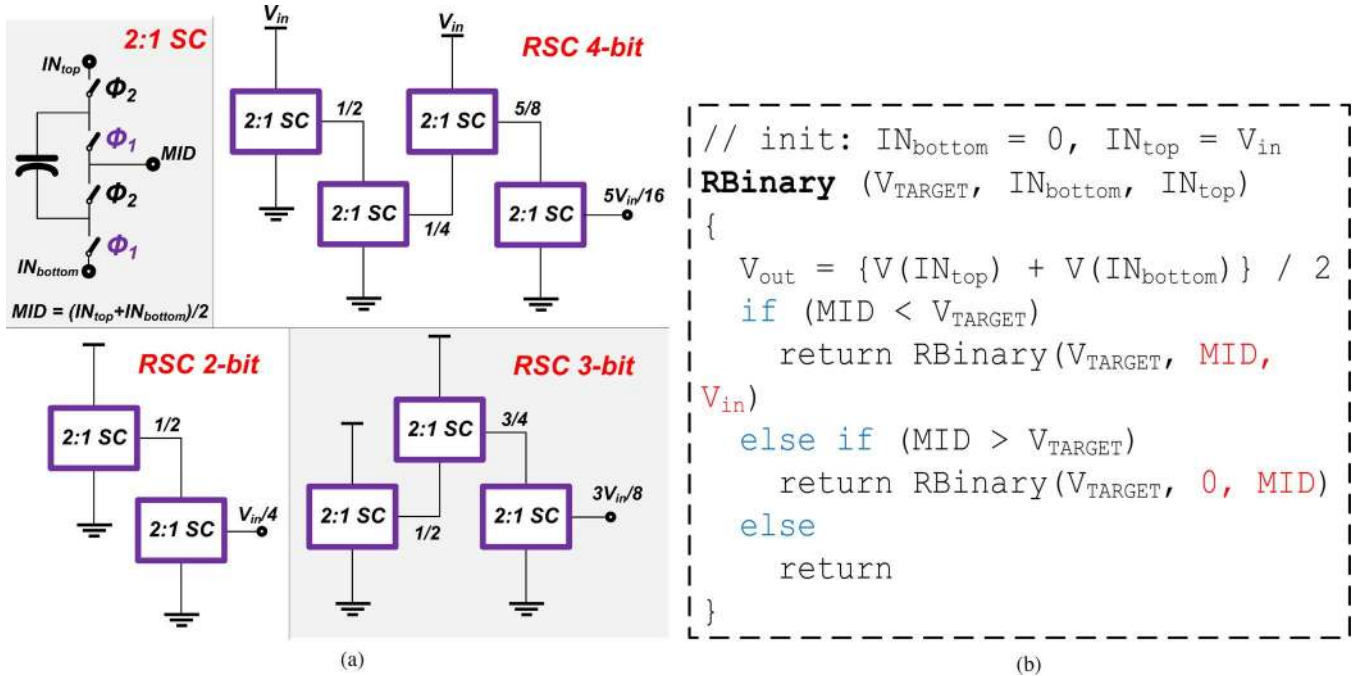 2:1 SC
IN_top
Φ2
Φ1
MID
Φ2
Φ1
IN_bottom
MID = (IN_top+IN_bottom)/2
RSC 4-bit
V_in
V_in
2:1 SC
1/2
2:1 SC
5/8
2:1 SC
1/4
2:1 SC
5V_in/16
RSC 2-bit
2:1 SC
1/2
2:1 SC
V_in/4
RSC 3-bit
2:1 SC
3/4
2:1 SC
1/2
2:1 SC
3V_in/8
(a)
// init: IN_bottom = 0, IN_top = V_in
RBinary (V_TARGET, IN_bottom, IN_top)
{
V_out = {V(IN_top) + V(IN_bottom)} / 2
if (MID < V_TARGET)
return RBinary(V_TARGET, MID,
V_in)
else if (MID > V_TARGET)
return RBinary(V_TARGET, 0, MID)
else
return
}
(b)